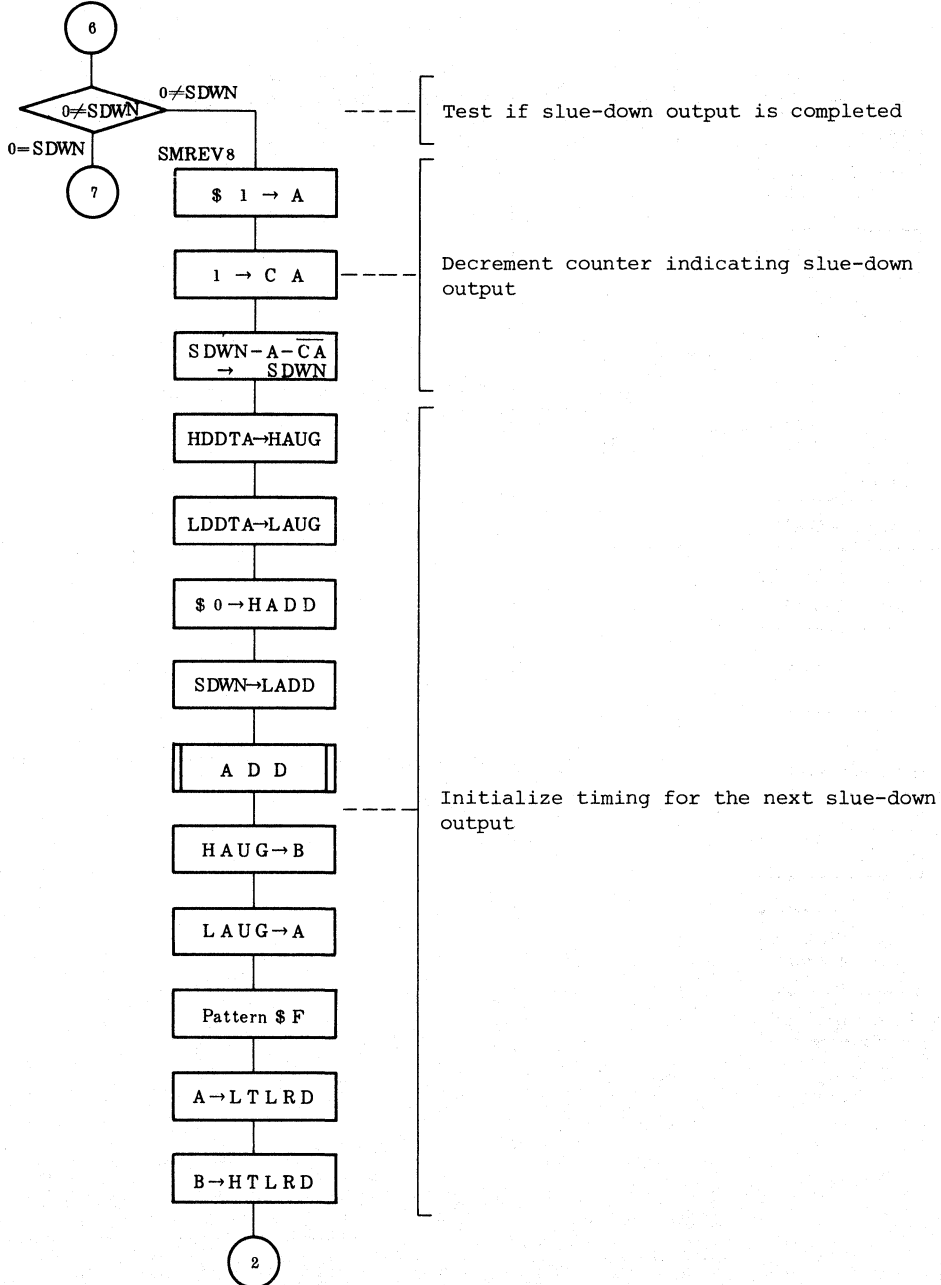 6
0≠SDWN
0≠SDWN
0=SDWN
7
Test if slue-down output is completed
SMREV8
$ 1 → A
1 → C A
Decrement counter indicating slue-down
output
SDWN-A-C̅A̅
→ SDWN
HDDTA→HAUG
LDDTA→LAUG
$ 0 → HADD
SDWN→LADD
A D D
Initialize timing for the next slue-down
output
HAUG→B
LAUG→A
Pattern $ F
A→LTLRD
B→HTLRD
2